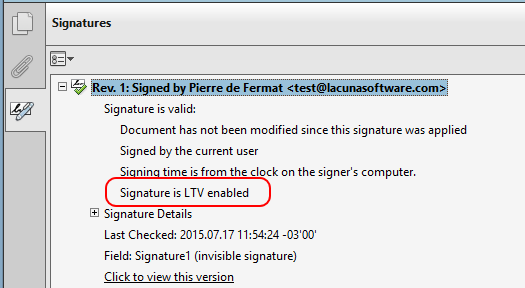 Signatures
Rev. 1: Signed by Pierre de Fermat <test@lacunasoftware.com>
Signature is valid:
Document has not been modified since this signature was applied
Signed by the current user
Signing time is from the clock on the signer's computer.
Signature is LTV enabled
Signature Details
Last Checked: 2015.07.17 11:54:24 -03'00'
Field: Signature1 (invisible signature)
Click to view this version